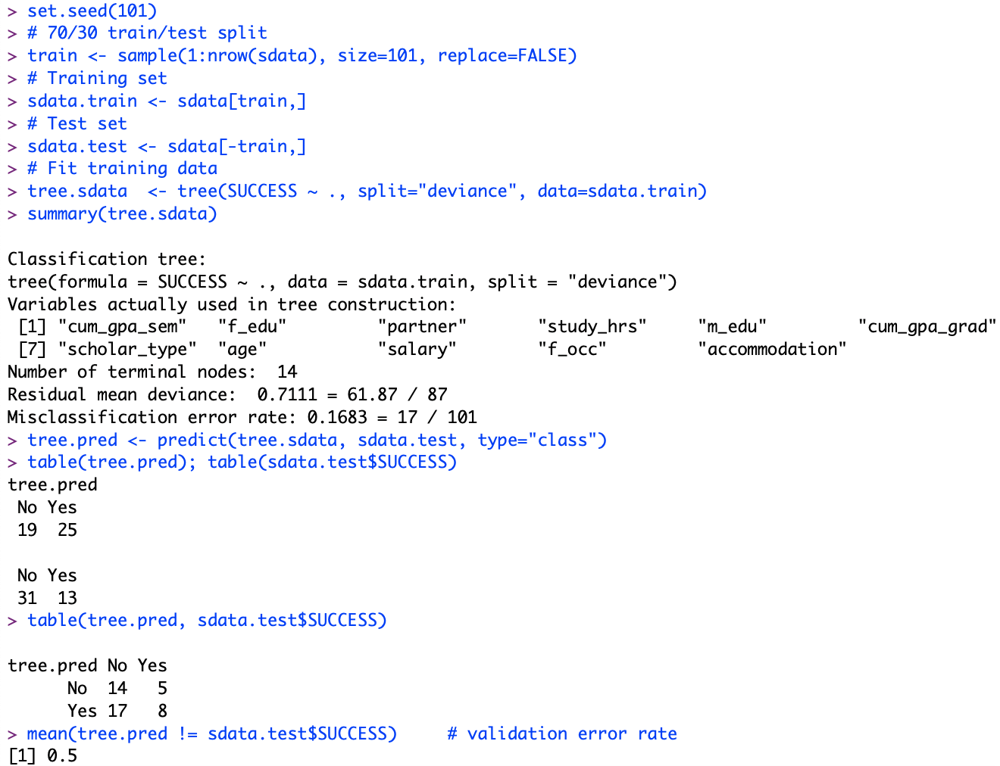 > set.seed(101)
> # 70/30 train/test split
> train <- sample(1:nrow(sdata), size=101, replace=FALSE)
> # Training set
> sdata.train <- sdata[train,]
> # Test set
> sdata.test <- sdata[-train,]
> # Fit training data
> tree.sdata  <- tree(SUCCESS ~ ., split="deviance", data=sdata.train)
> summary(tree.sdata)

Classification tree:
tree(formula = SUCCESS ~ ., data = sdata.train, split = "deviance")
Variables actually used in tree construction:
 [1] "cum_gpa_sem"   "f_edu"         "partner"       "study_hrs"     "m_edu"         "cum_gpa_grad"
 [7] "scholar_type"  "age"           "salary"        "f_occ"         "accommodation"
Number of terminal nodes:  14
Residual mean deviance:  0.7111 = 61.87 / 87
Misclassification error rate: 0.1683 = 17 / 101
> tree.pred <- predict(tree.sdata, sdata.test, type="class")
> table(tree.pred); table(sdata.test$SUCCESS)
tree.pred
 No Yes
 19  25

 No Yes
 31  13
> table(tree.pred, sdata.test$SUCCESS)

tree.pred No Yes
      No  14   5
      Yes 17   8
> mean(tree.pred != sdata.test$SUCCESS)     # validation error rate
[1] 0.5